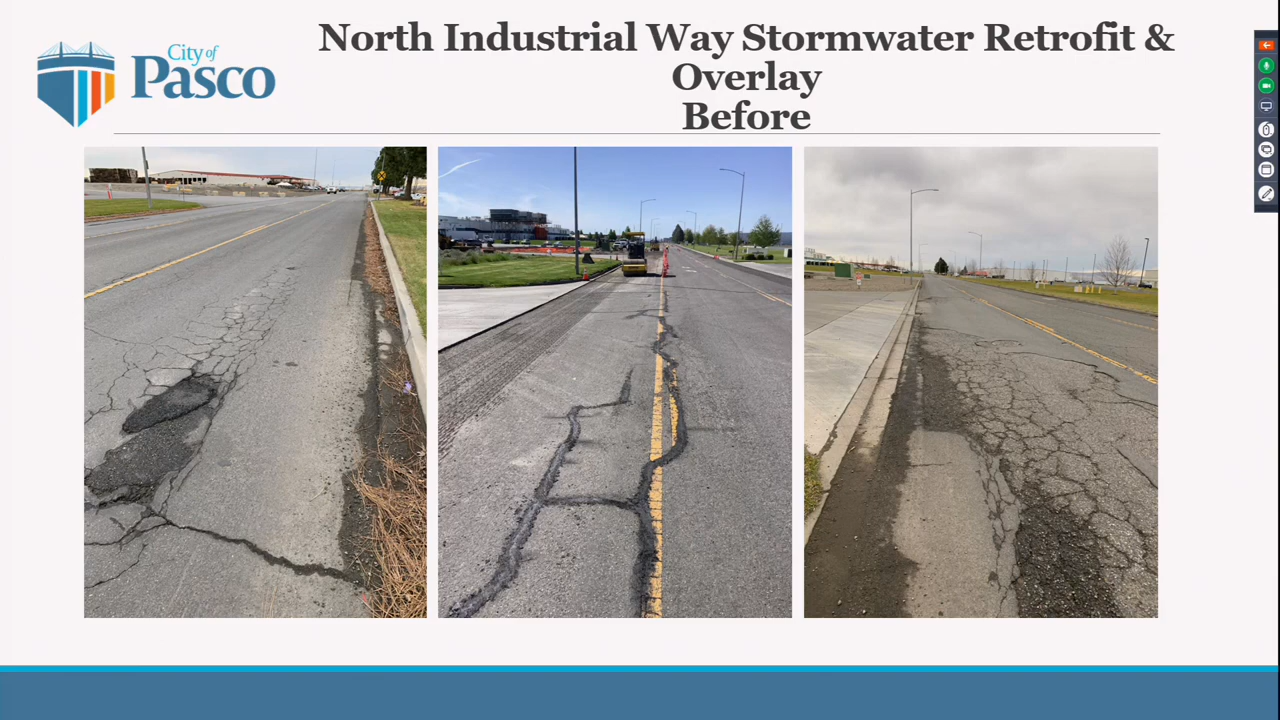 City of
Pasco
North Industrial Way Stormwater Retrofit &
Overlay
Before